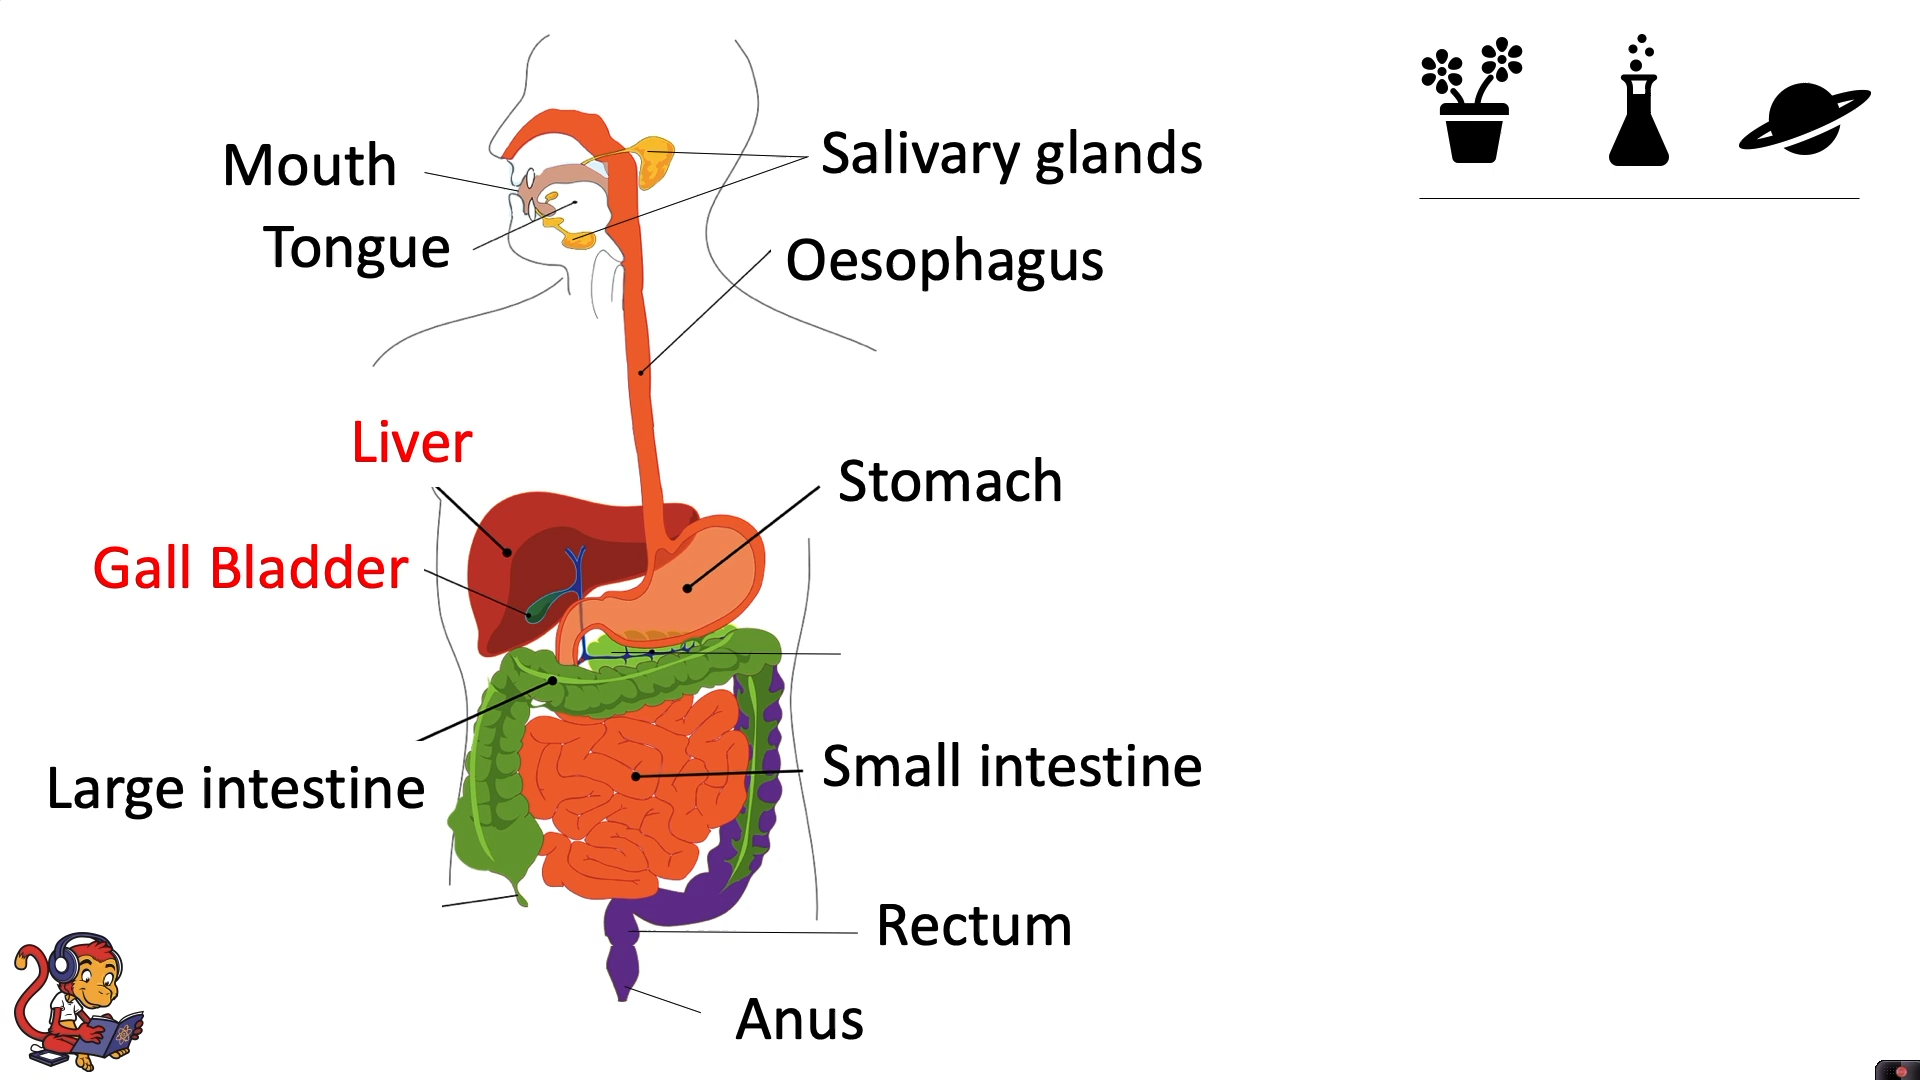 Mouth
Salivary glands
Tongue
Oesophagus
Liver
Stomach
Gall Bladder
Large intestine
Small intestine
Rectum
Anus